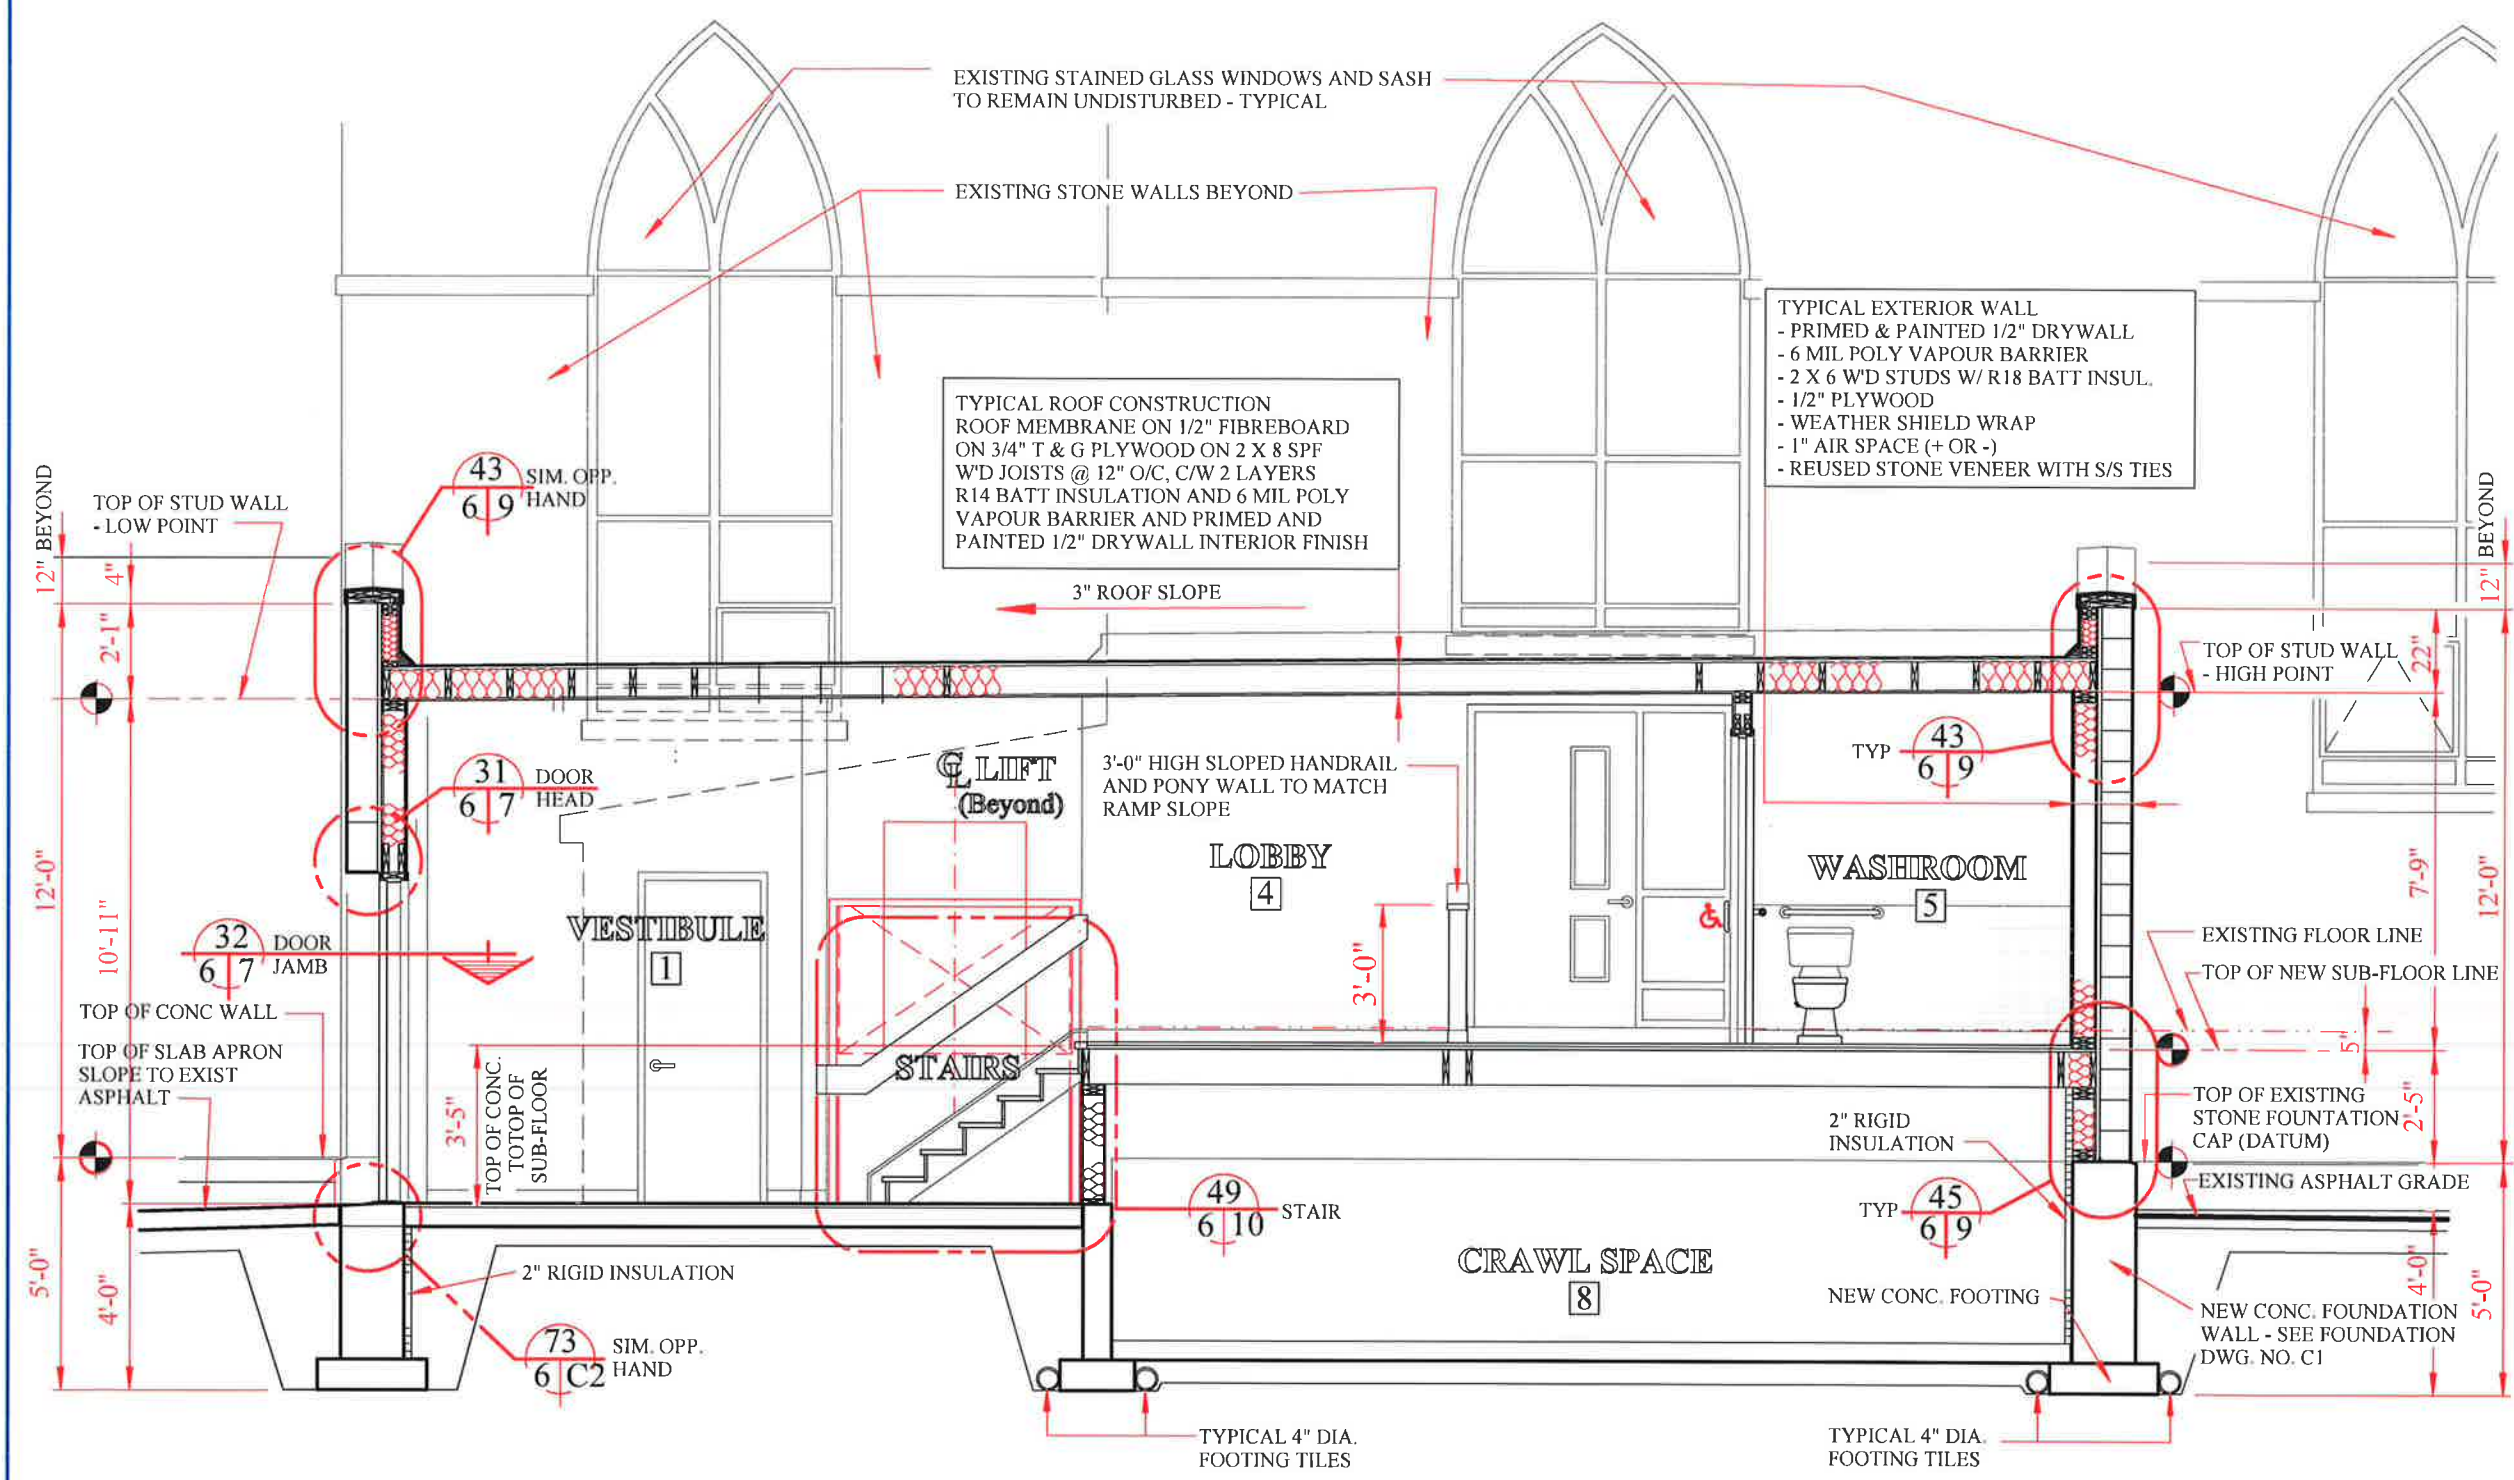 EXISTING STAINED GLASS WINDOWS AND SASH
TO REMAIN UNDISTURBED - TYPICAL
EXISTING STONE WALLS BEYOND
TYPICAL EXTERIOR WALL
- PRIMED & PAINTED 1/2" DRYWALL
- 6 MIL POLY VAPOUR BARRIER
- 2 X 6 W'D STUDS W/ R18 BATT INSUL.
- 1/2" PLYWOOD
- WEATHER SHIELD WRAP
- 1" AIR SPACE (+ OR -)
- REUSED STONE VENEER WITH S/S TIES
TYPICAL ROOF CONSTRUCTION
ROOF MEMBRANE ON 1/2" FIBREBOARD
ON 3/4" T & G PLYWOOD ON 2 X 8 SPF
W'D JOISTS @ 12" O/C, C/W 2 LAYERS
R14 BATT INSULATION AND 6 MIL POLY
VAPOUR BARRIER AND PRIMED AND
PAINTED 1/2" DRYWALL INTERIOR FINISH
3" ROOF SLOPE
43
6 9
SIM. OPP.
HAND
TOP OF STUD WALL
- LOW POINT
12" BEYOND
4"
2'-1"
12'-0"
10'-11"
31
6 7
DOOR
HEAD
32
6 7
DOOR
JAMB
VESTIBULE
1
TOP OF CONC WALL
TOP OF SLAB APRON
SLOPE TO EXIST
ASPHALT
3'-5"
TOP OF CONC.
TOTOP OF
SUB-FLOOR
5'-0"
4'-0"
2" RIGID INSULATION
73
6 C2
SIM. OPP.
HAND
CL LIFT
(Beyond)
STAIRS
3'-0" HIGH SLOPED HANDRAIL
AND PONY WALL TO MATCH
RAMP SLOPE
LOBBY
4
3'-0"
WASHROOM
5
TYP
43
6 9
49
6 10
STAIR
CRAWL SPACE
8
2" RIGID
INSULATION
TYP
45
6 9
NEW CONC. FOOTING
TYPICAL 4" DIA.
FOOTING TILES
TYPICAL 4" DIA.
FOOTING TILES
12" BEYOND
TOP OF STUD WALL
- HIGH POINT
22"
7'-9"
12'-0"
EXISTING FLOOR LINE
TOP OF NEW SUB-FLOOR LINE
5"
2'-5"
TOP OF EXISTING
STONE FOUNTATION
CAP (DATUM)
EXISTING ASPHALT GRADE
4'-0"
5'-0"
NEW CONC. FOUNDATION
WALL - SEE FOUNDATION
DWG. NO. C1